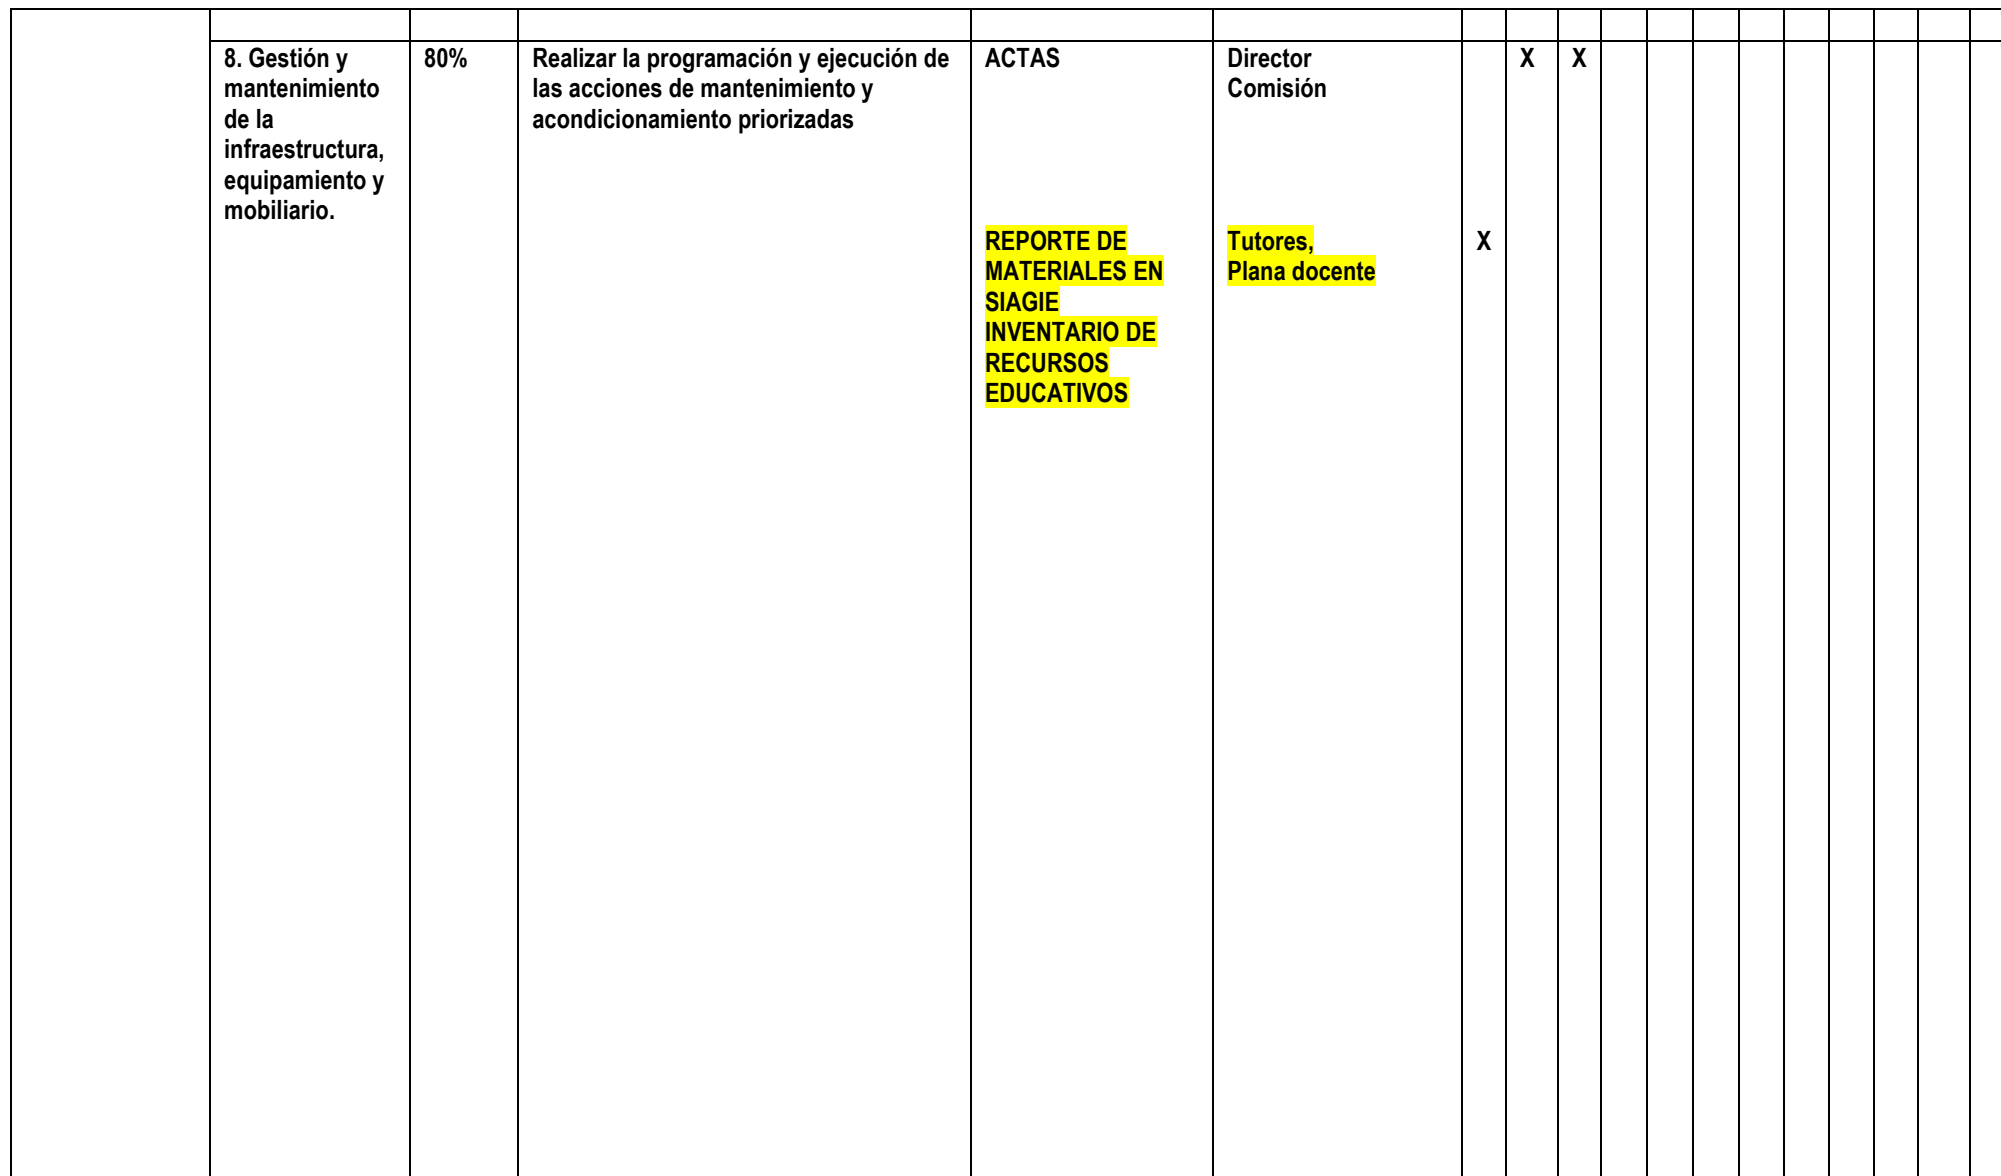 8. Gestión y
mantenimiento
de la
infraestructura,
equipamiento y
mobiliario.
80%
Realizar la programación y ejecución de
las acciones de mantenimiento y
acondicionamiento priorizadas
ACTAS
REPORTE DE
MATERIALES EN
SIAGIE
INVENTARIO DE
RECURSOS
EDUCATIVOS
Director
Comisión
Tutores,
Plana docente
X
X
X